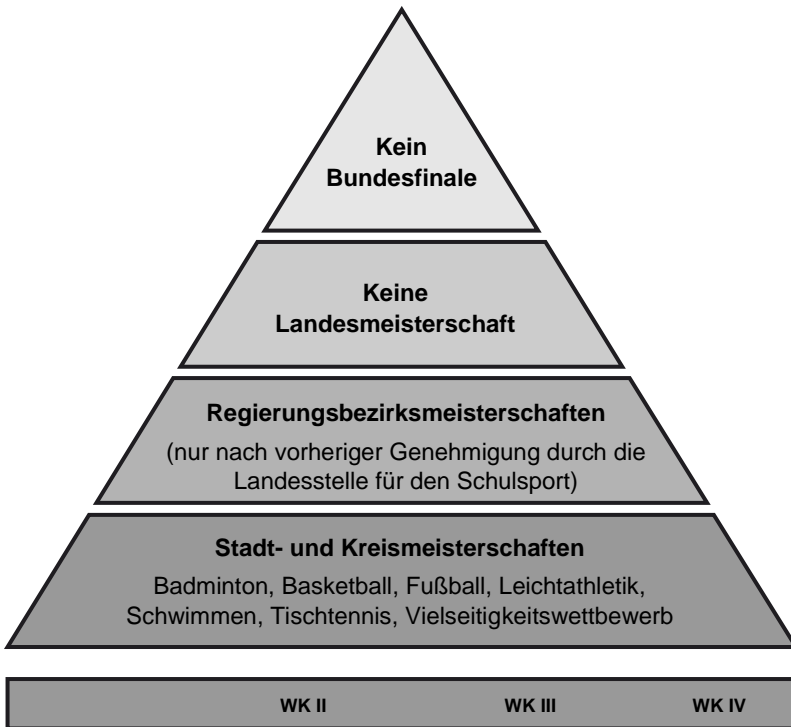 Kein
Bundesfinale
Keine
Landesmeisterschaft
Regierungsbezirksmeisterschaften
(nur nach vorheriger Genehmigung durch die
Landesstelle für den Schulsport)
Stadt- und Kreismeisterschaften
Badminton, Basketball, Fußball, Leichtathletik,
Schwimmen, Tischtennis, Vielseitigkeitswettbewerb
WK II WK III WK IV